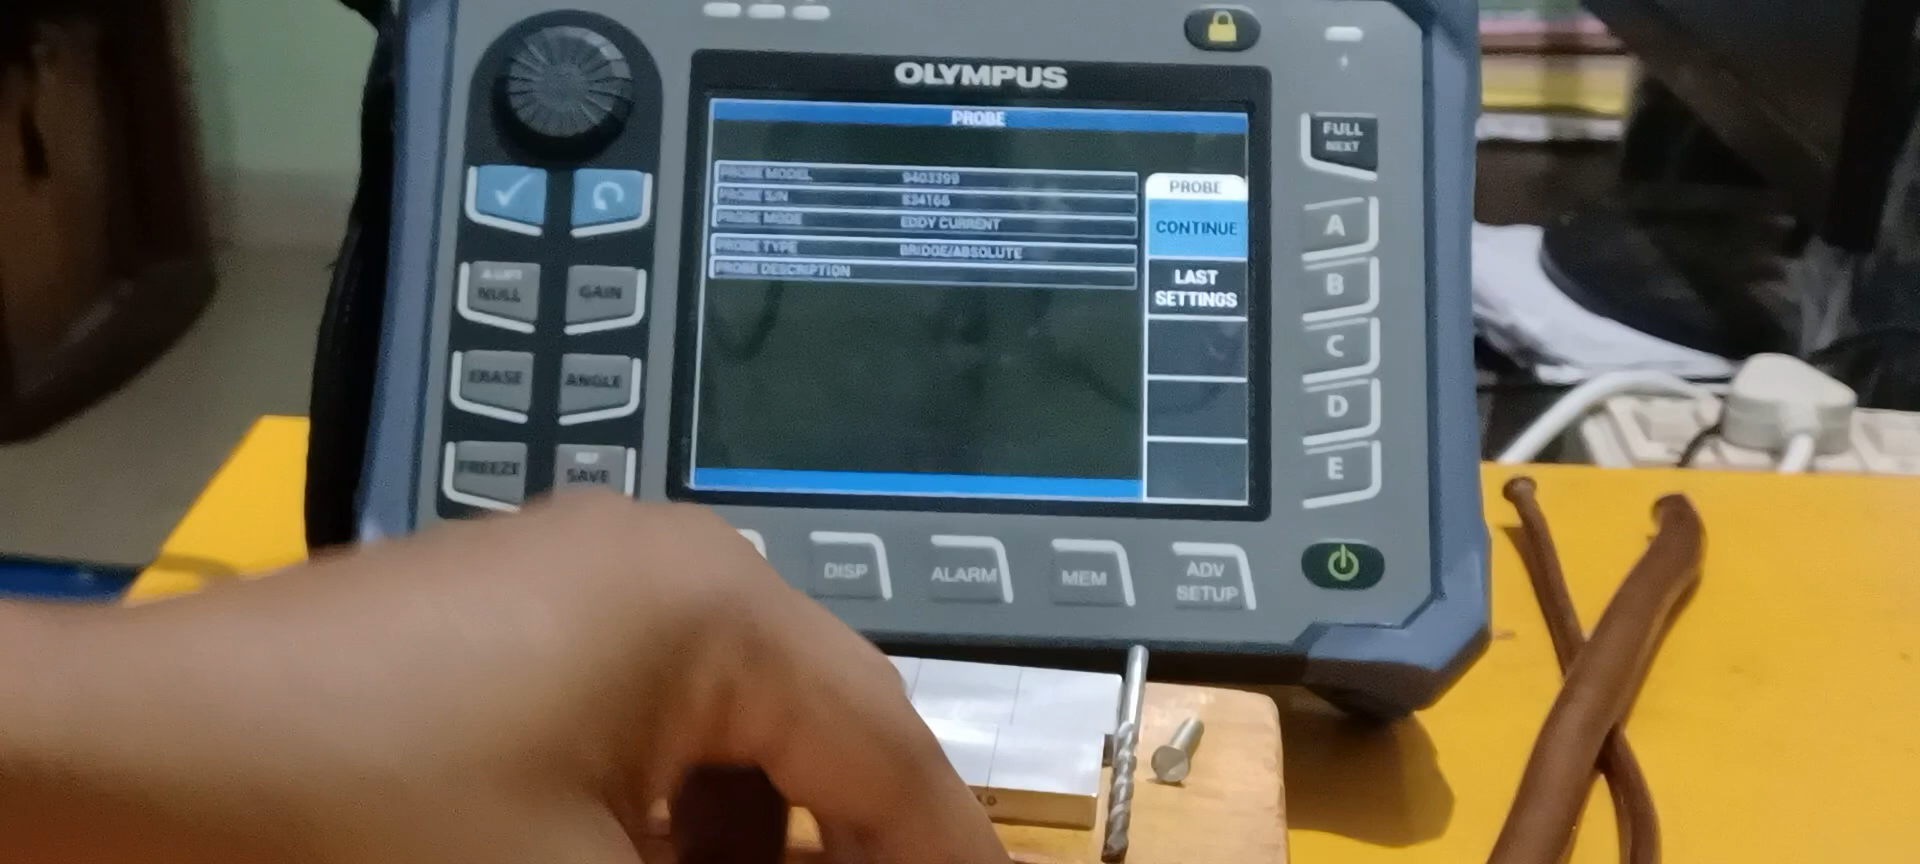 OLYMPUS
PROBE
PROBE MODEL 9403399
PROBE S/N
PROBE MODE EDDY CURRENT
PROBE TYPE BRIDGE/ABSOLUTE
PROBE DESCRIPTION
PROBE
CONTINUE
LAST
SETTINGS
FULL
NEXT
A
B
C
D
E
NULL
GAIN
ERASE
ANGLE
FREEZE
SAVE
DISP
ALARM
MEM
ADV
SETUP